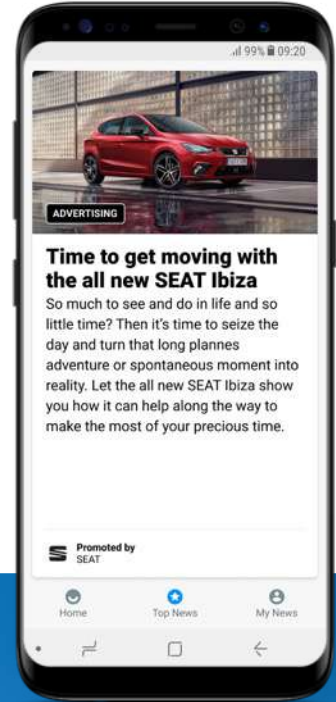 99% 09:20
ADVERTISING
Time to get moving with
the all new SEAT Ibiza
So much to see and do in life and so
little time? Then it's time to seize the
day and turn that long plannes
adventure or spontaneous moment into
reality. Let the all new SEAT Ibiza show
you how it can help along the way to
make the most of your precious time.
Promoted by
SEAT
Home Top News My News